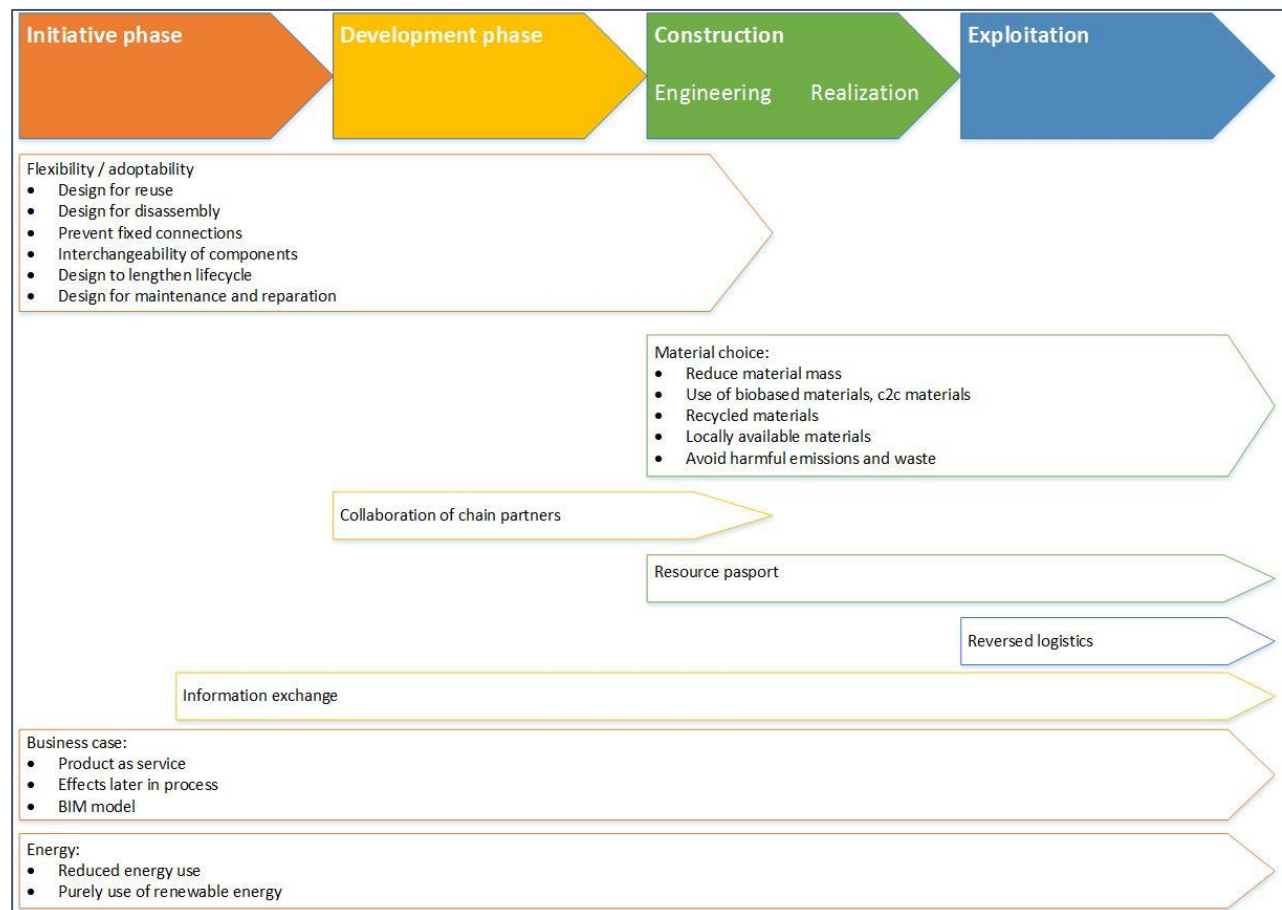 Initiative phase
Development phase
Construction
Exploitation
Engineering
Realization
Flexibility / adoptability
• Design for reuse
• Design for disassembly
• Prevent fixed connections
• Interchangeability of components
• Design to lengthen lifecycle
• Design for maintenance and reparation
Material choice:
• Reduce material mass
• Use of biobased materials, c2c materials
• Recycled materials
• Locally available materials
• Avoid harmful emissions and waste
Collaboration of chain partners
Resource pasport
Reversed logistics
Information exchange
Business case:
• Product as service
• Effects later in process
• BIM model
Energy:
• Reduced energy use
• Purely use of renewable energy